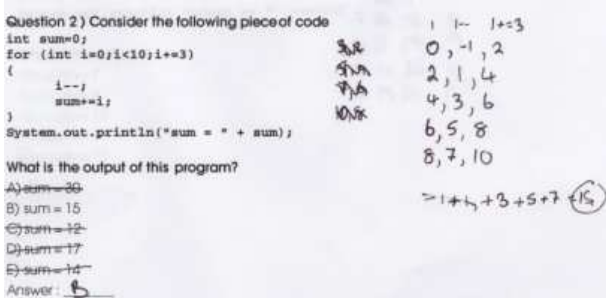 Question 2) Consider the following piece of code
int sum=0;
for (int i=0;i<10;i+=3)
{
i--;
sum+=i;
}
System.out.println("sum = " + sum);
What is the output of this program?
A) sum = 30
B) sum = 15
C) sum = 12
D) sum = 17
E) sum = 14
Answer: B
i i-- i+=3
0, -1, 2
2, 1, 4
4, 3, 6
6, 5, 8
8, 7, 10
+3+5+7 =15